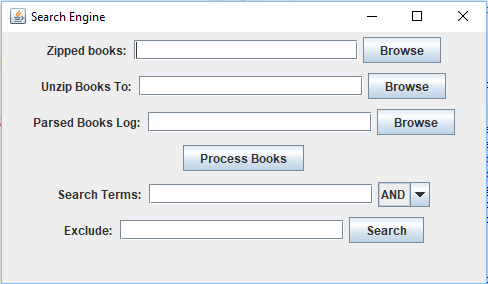 Search Engine
Zipped books: Browse
Unzip Books To: Browse
Parsed Books Log: Browse
Process Books
Search Terms: AND
Exclude: Search